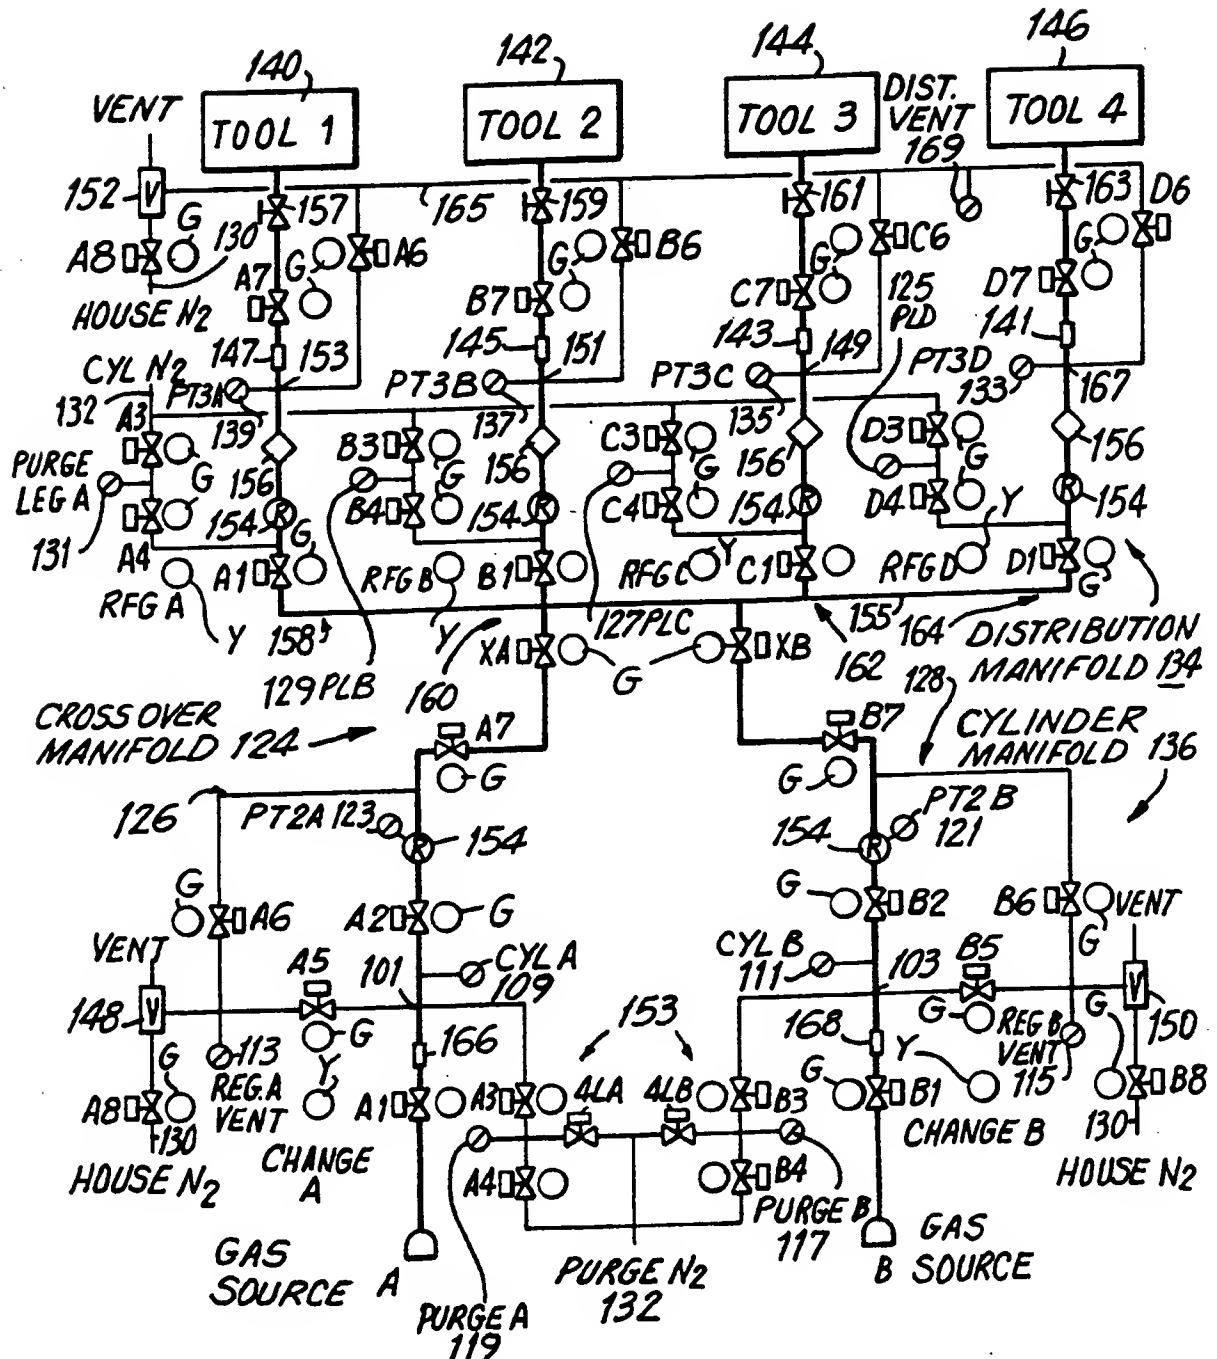 140
142
144
146
VENT
TOOL 1
TOOL 2
TOOL 3
TOOL 4
DIST.
VENT
169
152
V
G
130
157
165
159
161
163
D6
A8
G
A6
G
B6
G
C6
G
A7
HOUSE N2
B7
C7
125
PLD
D7
147
153
145
151
143
149
141
CYL N2
132
PT3A
PT3B
PT3C
PT3D
133
167
A3
139
B3
137
C3
135
D3
G
PURGE
LEG A
G
156
G
156
G
156
G
156
154
R
B4
154
R
C4
154
R
D4
Y
R
154
131
A4
G
A1
RFG A
RFG B
B1
RFG C
Y
C1
RFG D
D1
G
Y
158
Y
127 PLC
155
164
DISTRIBUTION
MANIFOLD 134
129 PLB
160
XA
G
XB
162
128
CROSS OVER
MANIFOLD 124
A7
G
B7
G
CYLINDER
MANIFOLD 136
126
PT2A 123
R
154
154
R
PT2B
121
G
A6
A2
G
G
B2
B6
G
VENT
VENT
A5
101
CYL A
109
CYL B
111
103
B5
148
V
G
153
G
G
V
150
G
113
REG. A
VENT
Y
166
168
Y
REG B
VENT
115
A8
130
A1
A3
4LA
4LB
B3
G
B1
B8
HOUSE N2
CHANGE
A
CHANGE B
130
HOUSE N2
A4
B4
PURGE B
117
GAS
SOURCE A
PURGE N2
132
GAS
B SOURCE
PURGE A
119